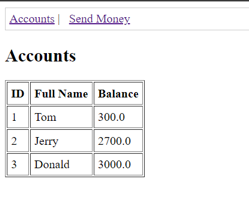 Accounts | Send Money
Accounts
ID Full Name Balance
1 Tom 300.0
2 Jerry 2700.0
3 Donald 3000.0